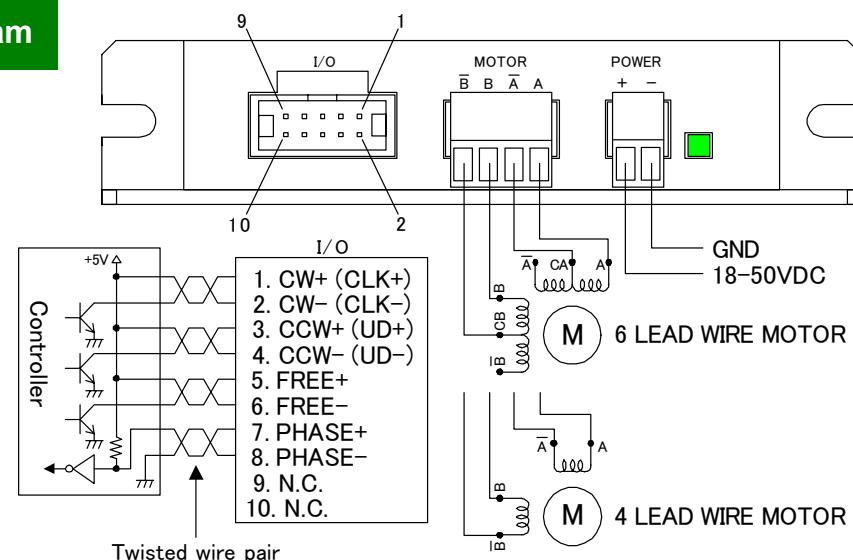 am
9 1
I/O
MOTOR
B̅ B A̅ A
POWER
+ −
10 2
I/O
+5V
Controller
1. CW+ (CLK+)
2. CW− (CLK−)
3. CCW+ (UD+)
4. CCW− (UD−)
5. FREE+
6. FREE−
7. PHASE+
8. PHASE−
9. N.C.
10. N.C.
Twisted wire pair
GND
18−50VDC
A̅ CA A
B
CB
B̅
M
6 LEAD WIRE MOTOR
A̅ A
B
B̅
M
4 LEAD WIRE MOTOR